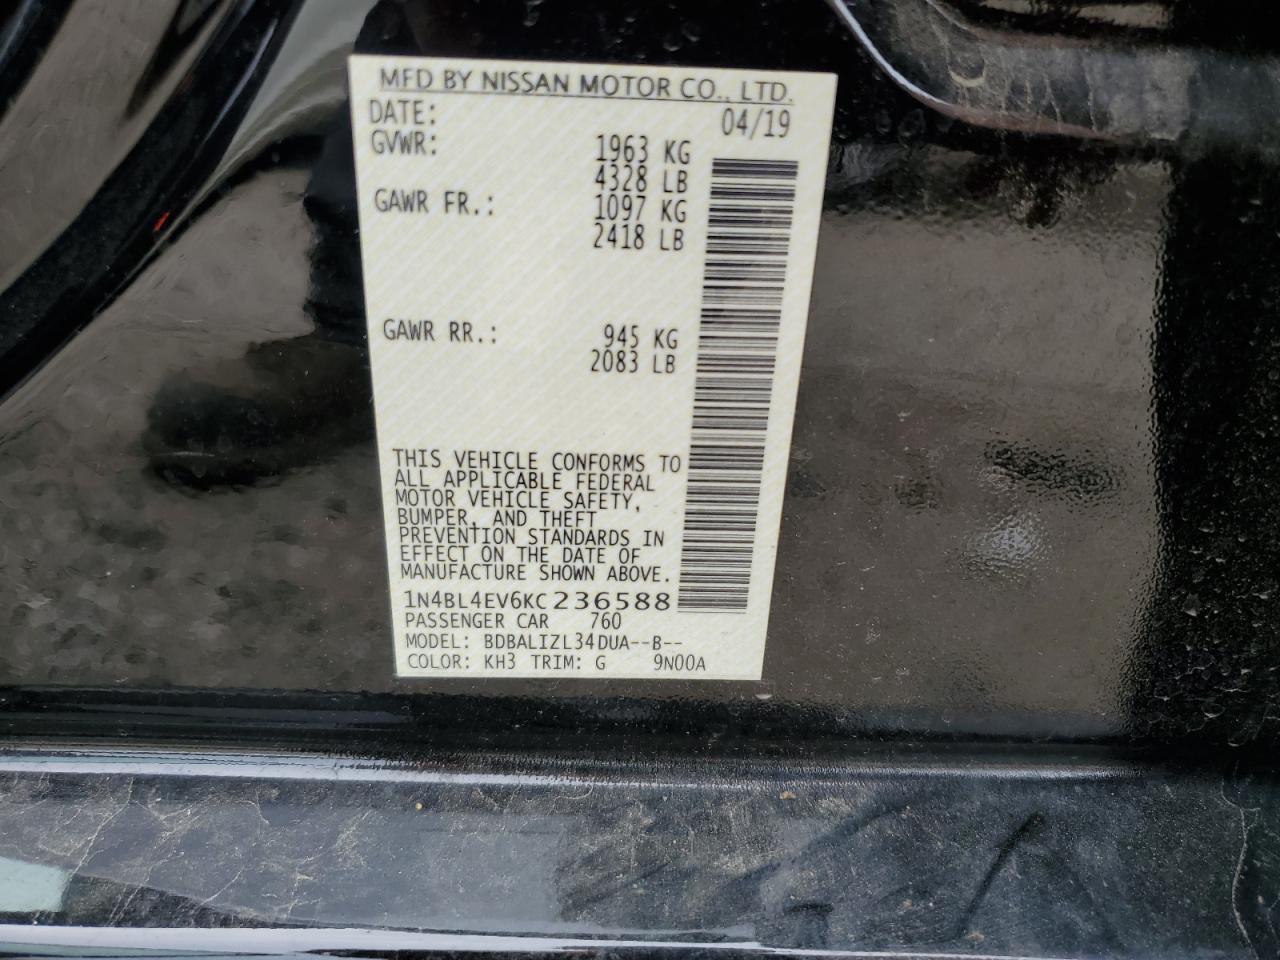 MFD BY NISSAN MOTOR CO., LTD.
DATE: 04/19
GVWR: 1963 KG
4328 LB
GAWR FR.: 1097 KG
2418 LB
GAWR RR.: 945 KG
2083 LB
THIS VEHICLE CONFORMS TO
ALL APPLICABLE FEDERAL
MOTOR VEHICLE SAFETY,
BUMPER, AND THEFT
PREVENTION STANDARDS IN
EFFECT ON THE DATE OF
MANUFACTURE SHOWN ABOVE.
1N4BL4EV6KC236588
PASSENGER CAR 760
MODEL: BDBALIZL34DUA--B--
COLOR: KH3 TRIM: G 9N00A